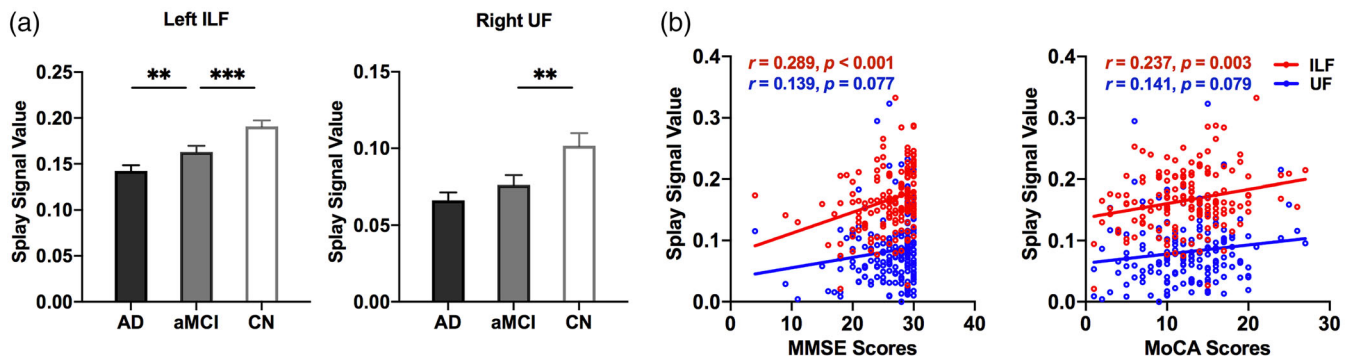 (a)
Left ILF
Splay Signal Value
0.25
0.20
0.15
0.10
0.05
0.00
**
***
AD
aMCI
CN
Right UF
Splay Signal Value
0.15
0.10
0.05
0.00
**
AD
aMCI
CN
(b)
r = 0.289, p < 0.001
r = 0.139, p = 0.077
Splay Signal Value
0.4
0.3
0.2
0.1
0.0
0
10
20
30
40
MMSE Scores
r = 0.237, p = 0.003
r = 0.141, p = 0.079
ILF
UF
Splay Signal Value
0.4
0.3
0.2
0.1
0.0
0
10
20
30
MoCA Scores